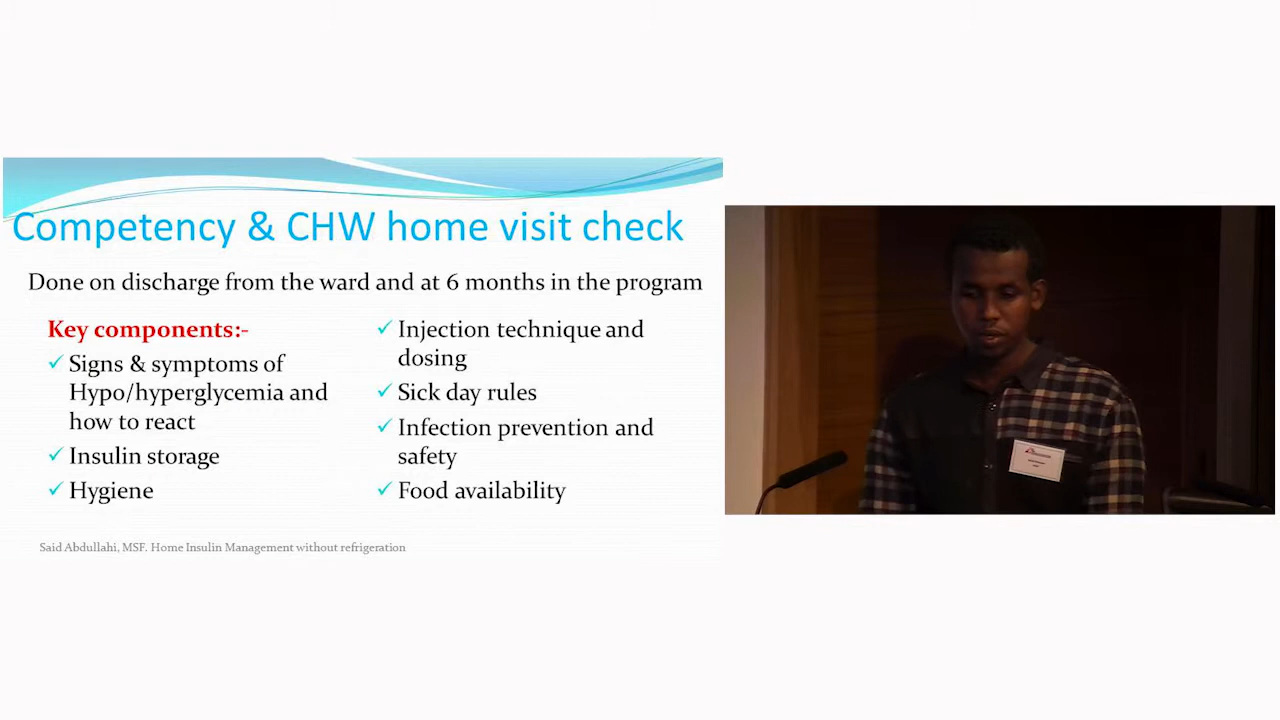 Competency & CHW home visit check
Done on discharge from the ward and at 6 months in the program
Key components:-
Signs & symptoms of
Hypo/hyperglycemia and
how to react
Insulin storage
Hygiene
Injection technique and
dosing
Sick day rules
Infection prevention and
safety
Food availability
Said Abdullahi, MSF. Home Insulin Management without refrigeration